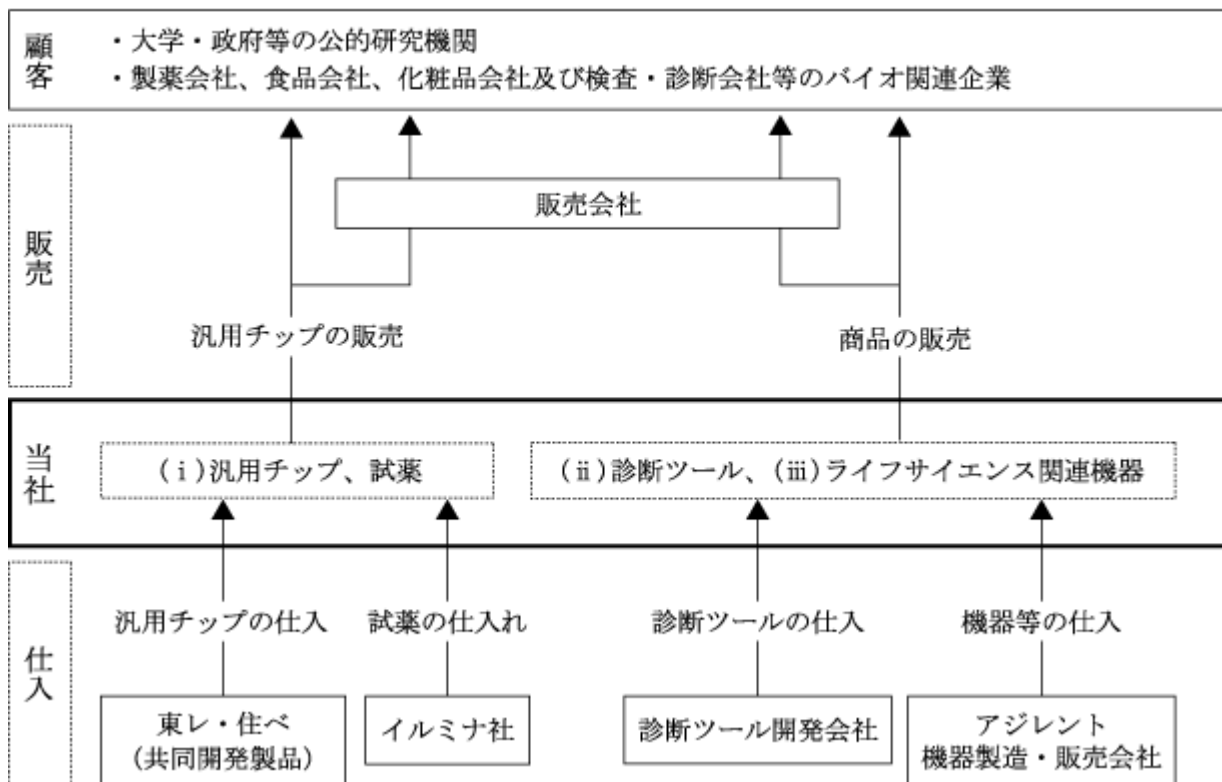 顧客
・大学・政府等の公的研究機関
・製薬会社、食品会社、化粧品会社及び検査・診断会社等のバイオ関連企業
販売
販売会社
汎用チップの販売
商品の販売
当社
(ⅰ)汎用チップ、試薬
(ⅱ)診断ツール、(ⅲ)ライフサイエンス関連機器
仕入
汎用チップの仕入
試薬の仕入れ
診断ツールの仕入
機器等の仕入
東レ・住べ
(共同開発製品)
イルミナ社
診断ツール開発会社
アジレント
機器製造・販売会社